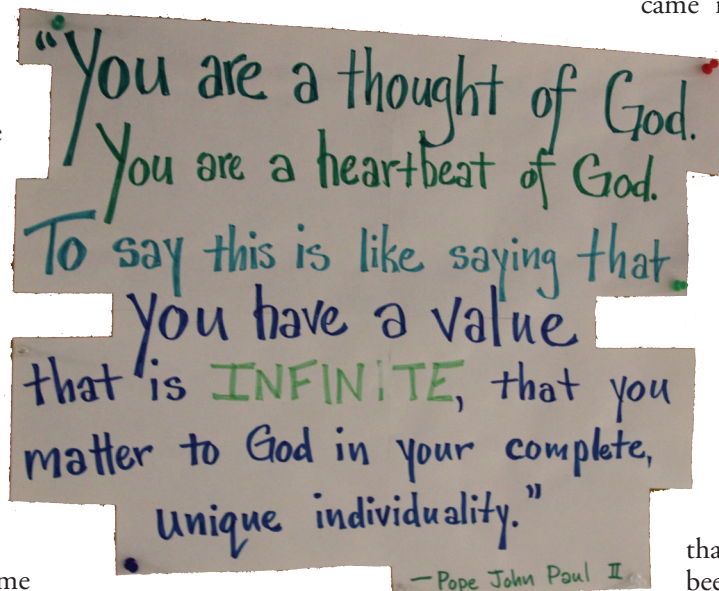 came
"You are a thought of God.
You are a heartbeat of God.
To say this is like saying that
you have a value
that is INFINITE, that you
matter to God in your complete,
unique individuality."
— Pope John Paul II